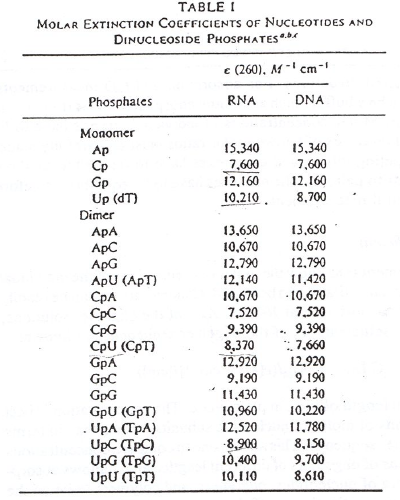 TABLE I
MOLAR EXTINCTION COEFFICIENTS OF NUCLEOTIDES AND
DINUCLEOSIDE PHOSPHATES a.b.c
ε (260), M⁻¹ cm⁻¹
Phosphates RNA DNA
Monomer
Ap 15,340 15,340
Cp 7,600 7,600
Gp 12,160 12,160
Up (dT) 10,210 8,700
Dimer
ApA 13,650 13,650
ApC 10,670 10,670
ApG 12,790 12,790
ApU (ApT) 12,140 11,420
CpA 10,670 10,670
CpC 7,520 7,520
CpG 9,390 9,390
CpU (CpT) 8,370 7,660
GpA 12,920 12,920
GpC 9,190 9,190
GpG 11,430 11,430
GpU (GpT) 10,960 10,220
UpA (TpA) 12,520 11,780
UpC (TpC) 8,900 8,150
UpG (TpG) 10,400 9,700
UpU (TpT) 10,110 8,610